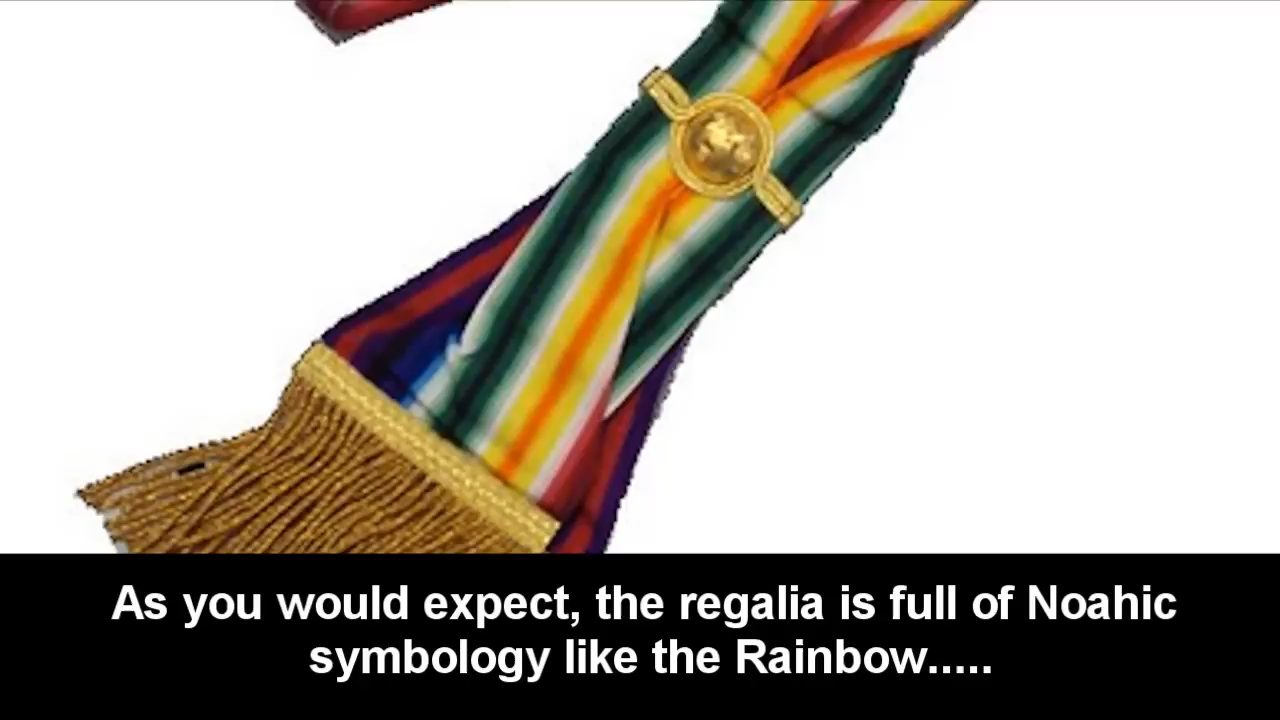 As you would expect, the regalia is full of Noahic
symbology like the Rainbow.....